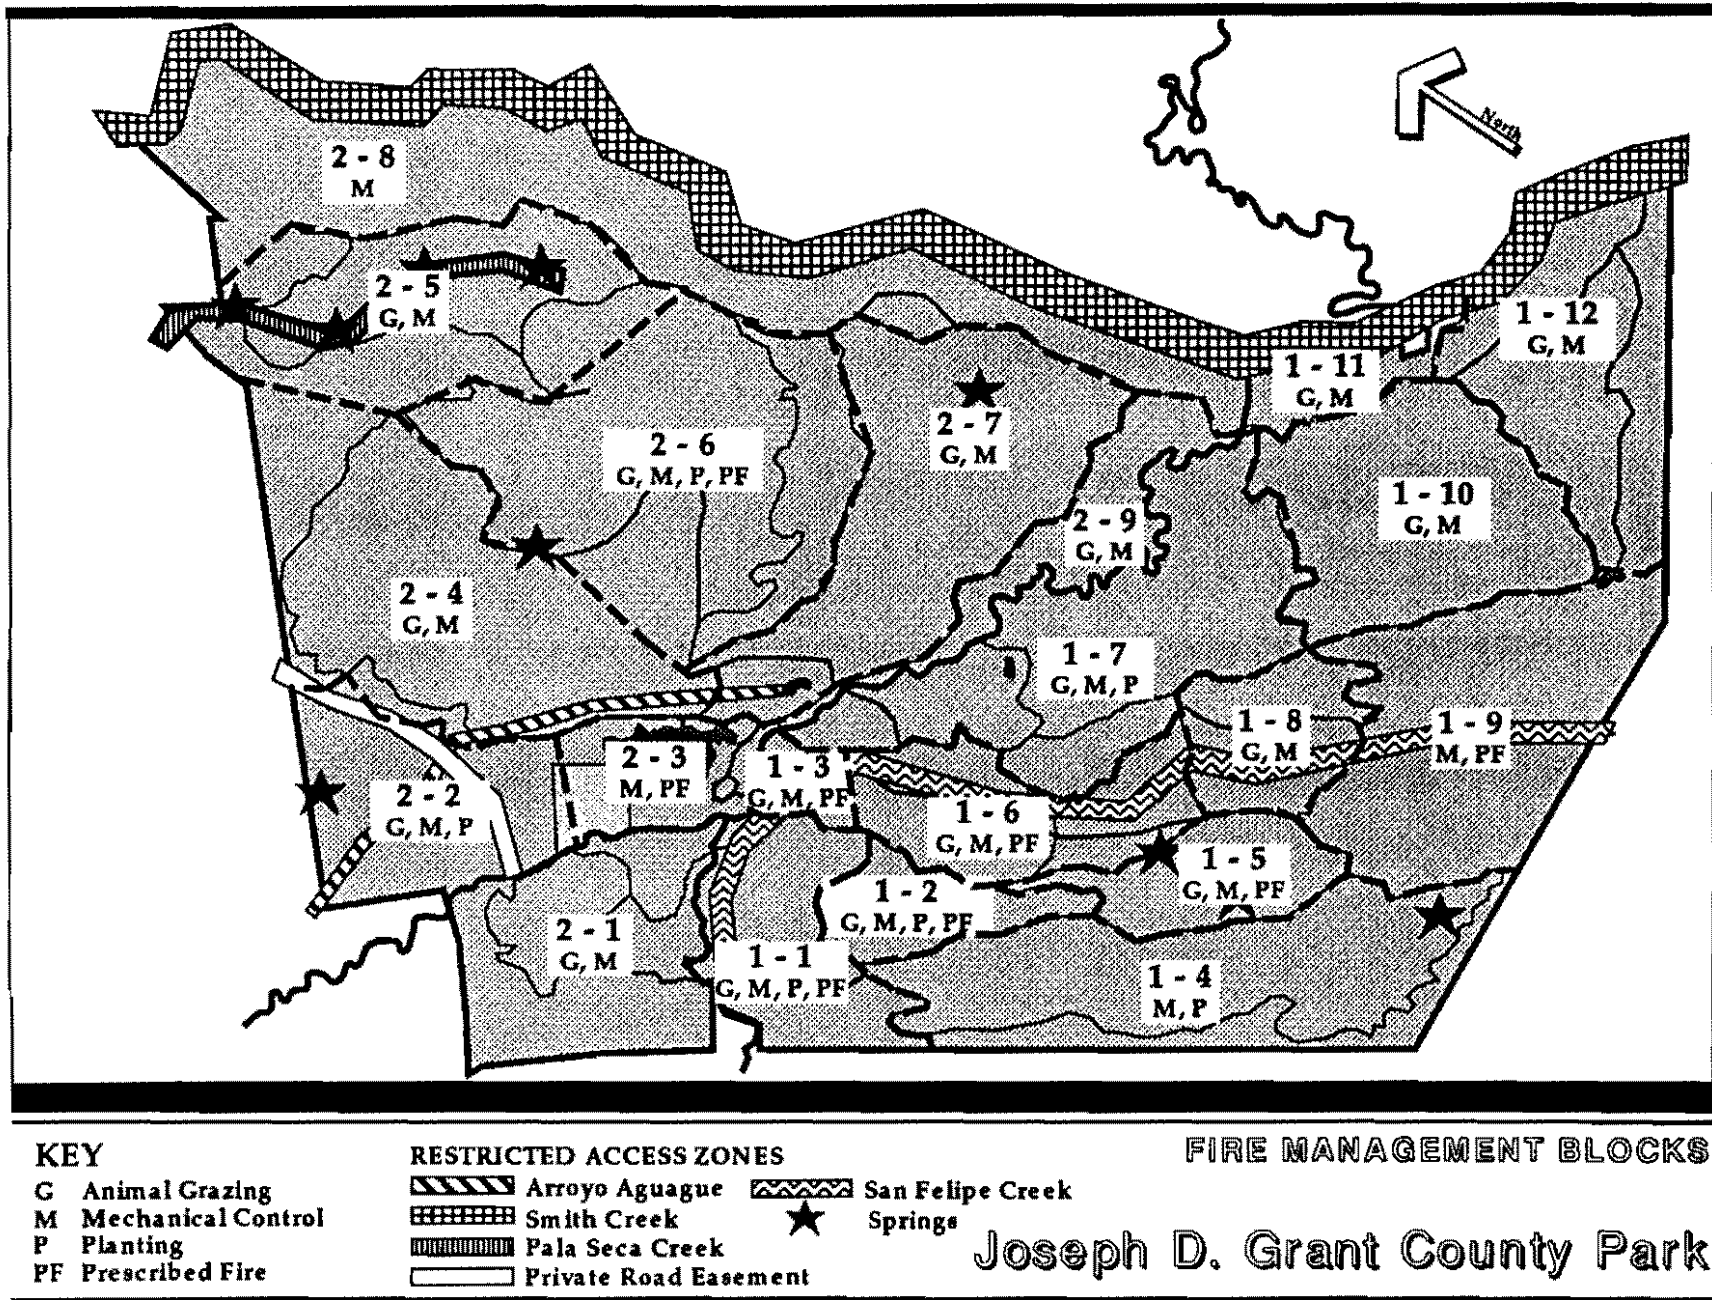 North
2 - 8
M
2 - 5
G, M
1 - 12
G, M
1 - 11
G, M
2 - 6
G, M, P, PF
2 - 7
G, M
1 - 10
G, M
2 - 9
G, M
2 - 4
G, M
1 - 7
G, M, P
1 - 8
G, M
1 - 9
M, PF
2 - 3
M, PF
1 - 3
G, M, PF
2 - 2
G, M, P
1 - 6
G, M, PF
1 - 5
G, M, PF
1 - 2
G, M, P, PF
2 - 1
G, M
1 - 1
G, M, P, PF
1 - 4
M, P
KEY
G Animal Grazing
M Mechanical Control
P Planting
PF Prescribed Fire
RESTRICTED ACCESS ZONES
Arroyo Aguague
Smith Creek
Pala Seca Creek
Private Road Easement
San Felipe Creek
Springs
FIRE MANAGEMENT BLOCKS
Joseph D. Grant County Park